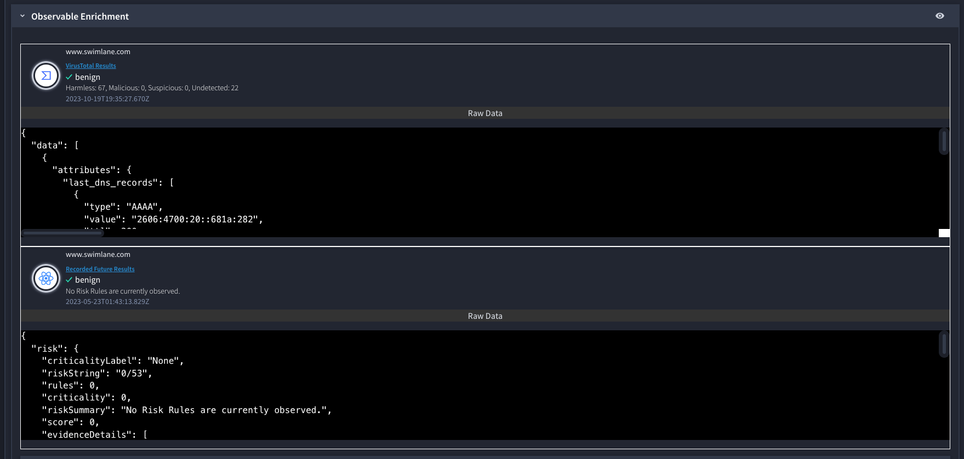 Observable Enrichment
www.swimlane.com
VirusTotal Results
benign
Harmless: 67, Malicious: 0, Suspicious: 0, Undetected: 22
2023-10-19T19:35:27.670Z
Raw Data
{
"data": [
{
"attributes": {
"last_dns_records": [
{
"type": "AAAA",
"value": "2606:4700:20::681a:282",
www.swimlane.com
Recorded Future Results
benign
No Risk Rules are currently observed.
2023-05-23T01:43:13.829Z
Raw Data
{
"risk": {
"criticalityLabel": "None",
"riskString": "0/53",
"rules": 0,
"criticality": 0,
"riskSummary": "No Risk Rules are currently observed.",
"score": 0,
"evidenceDetails": [